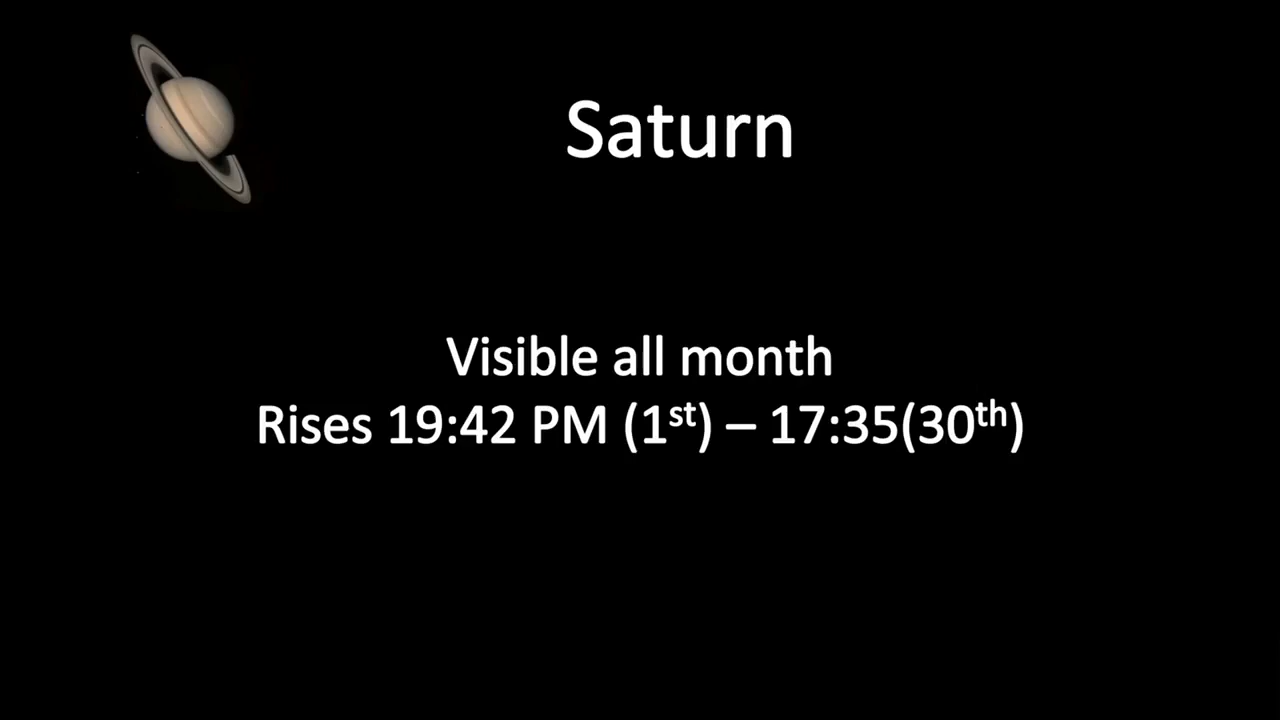 Saturn
Visible all month
Rises 19:42 PM (1st) – 17:35(30th)